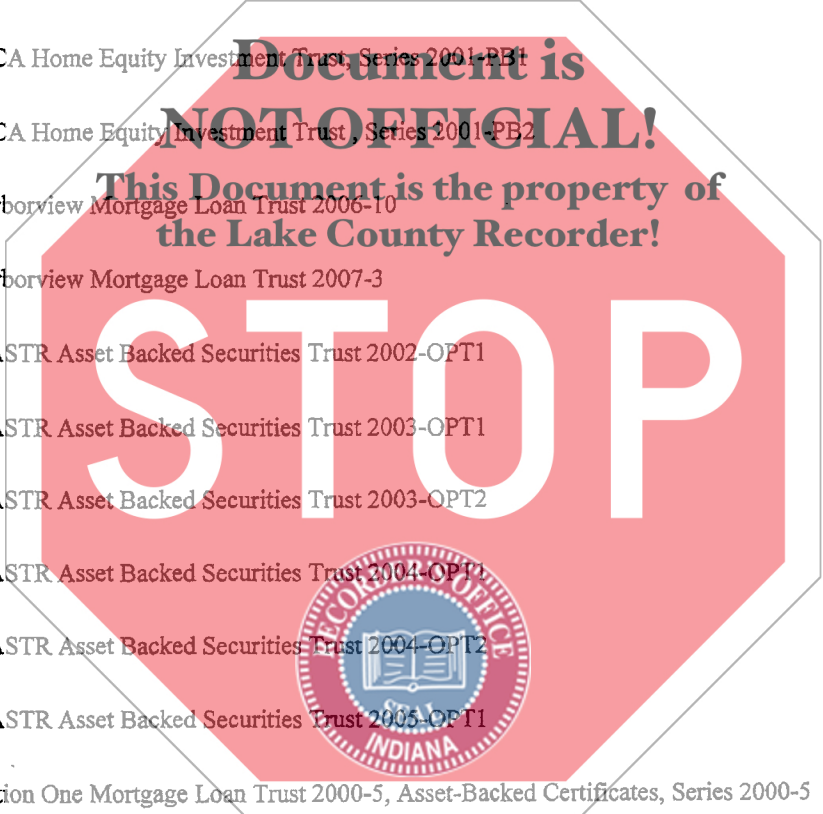 CA Home Equity Investment Trust, Series 2001-PB1
Document is
CA Home Equity Investment Trust , Series 2001-PB2
NOT OFFICIAL!
This Document is the property of
borview Mortgage Loan Trust 2006-10
the Lake County Recorder!
borview Mortgage Loan Trust 2007-3
STOP
STR Asset Backed Securities Trust 2002-OPT1
STR Asset Backed Securities Trust 2003-OPT1
STR Asset Backed Securities Trust 2003-OPT2
STR Asset Backed Securities Trust 2004-OPT1
RECORDER'S OFFICE
STR Asset Backed Securities Trust 2004-OPT2
SEAL
STR Asset Backed Securities Trust 2005-OPT1
INDIANA
tion One Mortgage Loan Trust 2000-5, Asset-Backed Certificates, Series 2000-5